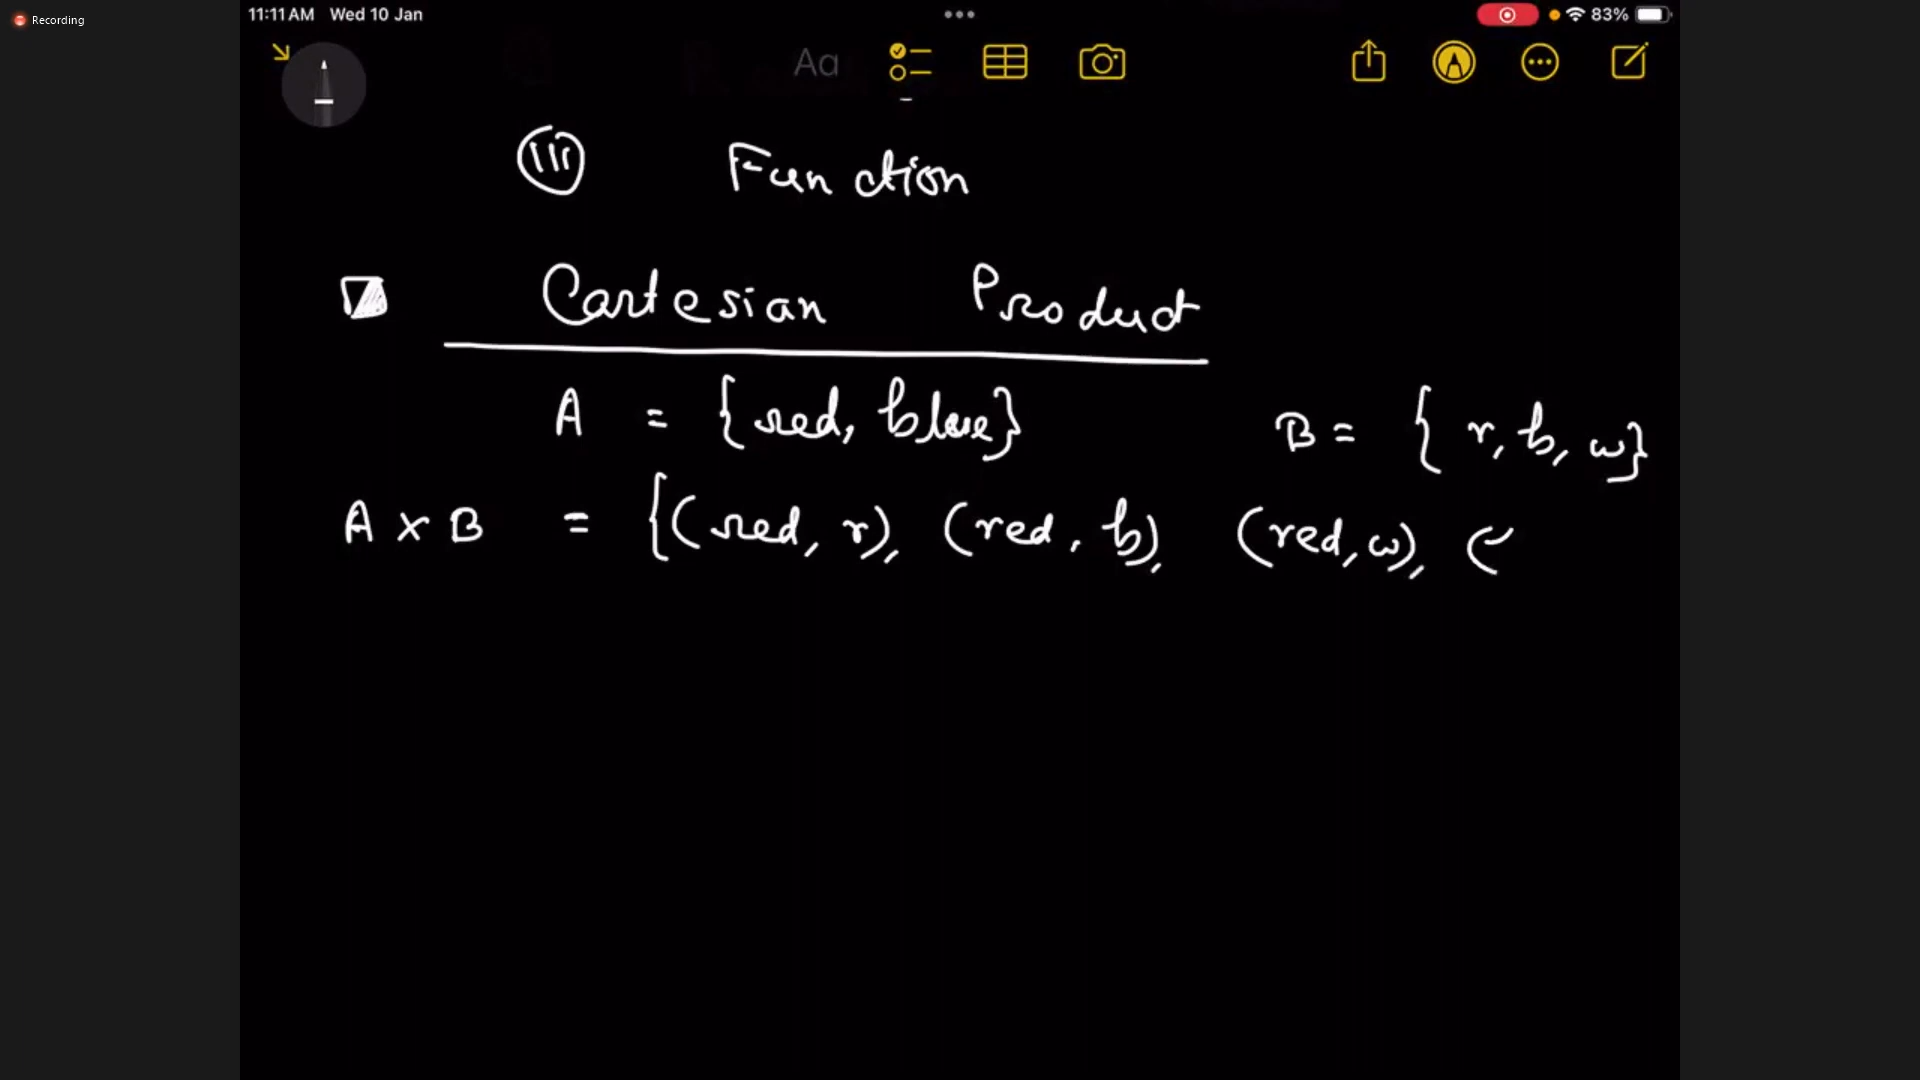 Recording
11:11 AM Wed 10 Jan
83%
Aa
(iii) Function
Cartesian Product
A = {red, blue} B = { r, b, w}
A × B = {(red, r), (red, b), (red, w), (